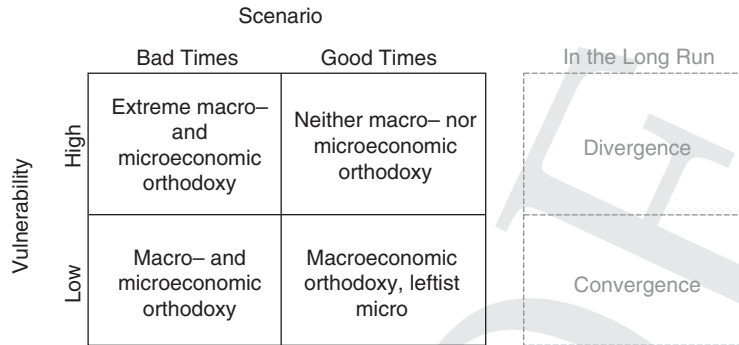 Scenario
Bad Times
Good Times
In the Long Run
Vulnerability
High
Extreme macro–
and
microeconomic
orthodoxy
Neither macro– nor
microeconomic
orthodoxy
Divergence
Low
Macro– and
microeconomic
orthodoxy
Macroeconomic
orthodoxy, leftist
micro
Convergence